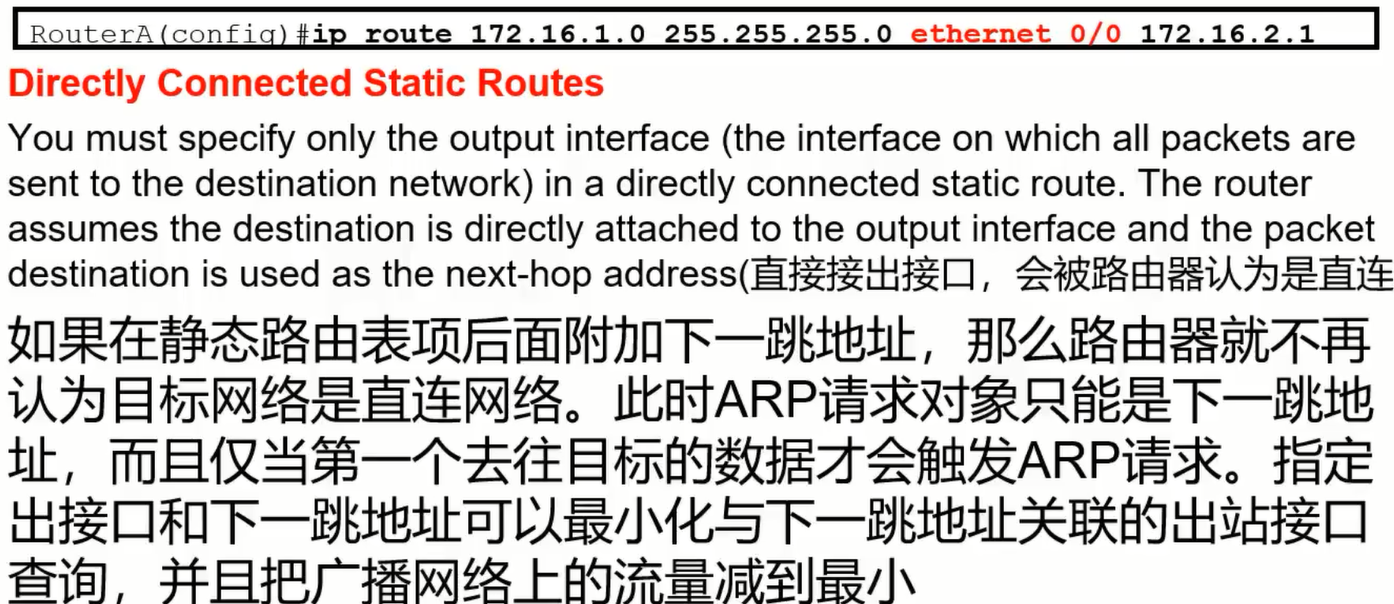 RouterA(config)#ip route 172.16.1.0 255.255.255.0 ethernet 0/0 172.16.2.1
Directly Connected Static Routes
You must specify only the output interface (the interface on which all packets are
sent to the destination network) in a directly connected static route. The router
assumes the destination is directly attached to the output interface and the packet
destination is used as the next-hop address(直接接出接口，会被路由器认为是直连
如果在静态路由表项后面附加下一跳地址，那么路由器就不再
认为目标网络是直连网络。此时ARP请求对象只能是下一跳地
址，而且仅当第一个去往目标的数据才会触发ARP请求。指定
出接口和下一跳地址可以最小化与下一跳地址关联的出站接口
查询，并且把广播网络上的流量减到最小